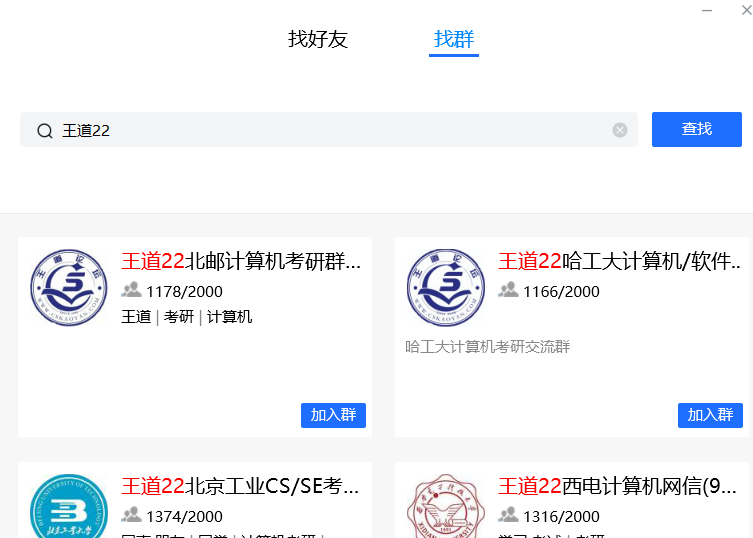 找好友
找群
王道22
查找
王道22北邮计算机考研群...
1178/2000
王道 | 考研 | 计算机
加入群
王道22哈工大计算机/软件..
1166/2000
哈工大计算机考研交流群
加入群
王道22北京工业CS/SE考...
1374/2000
王道22西电计算机网信(9...
1316/2000